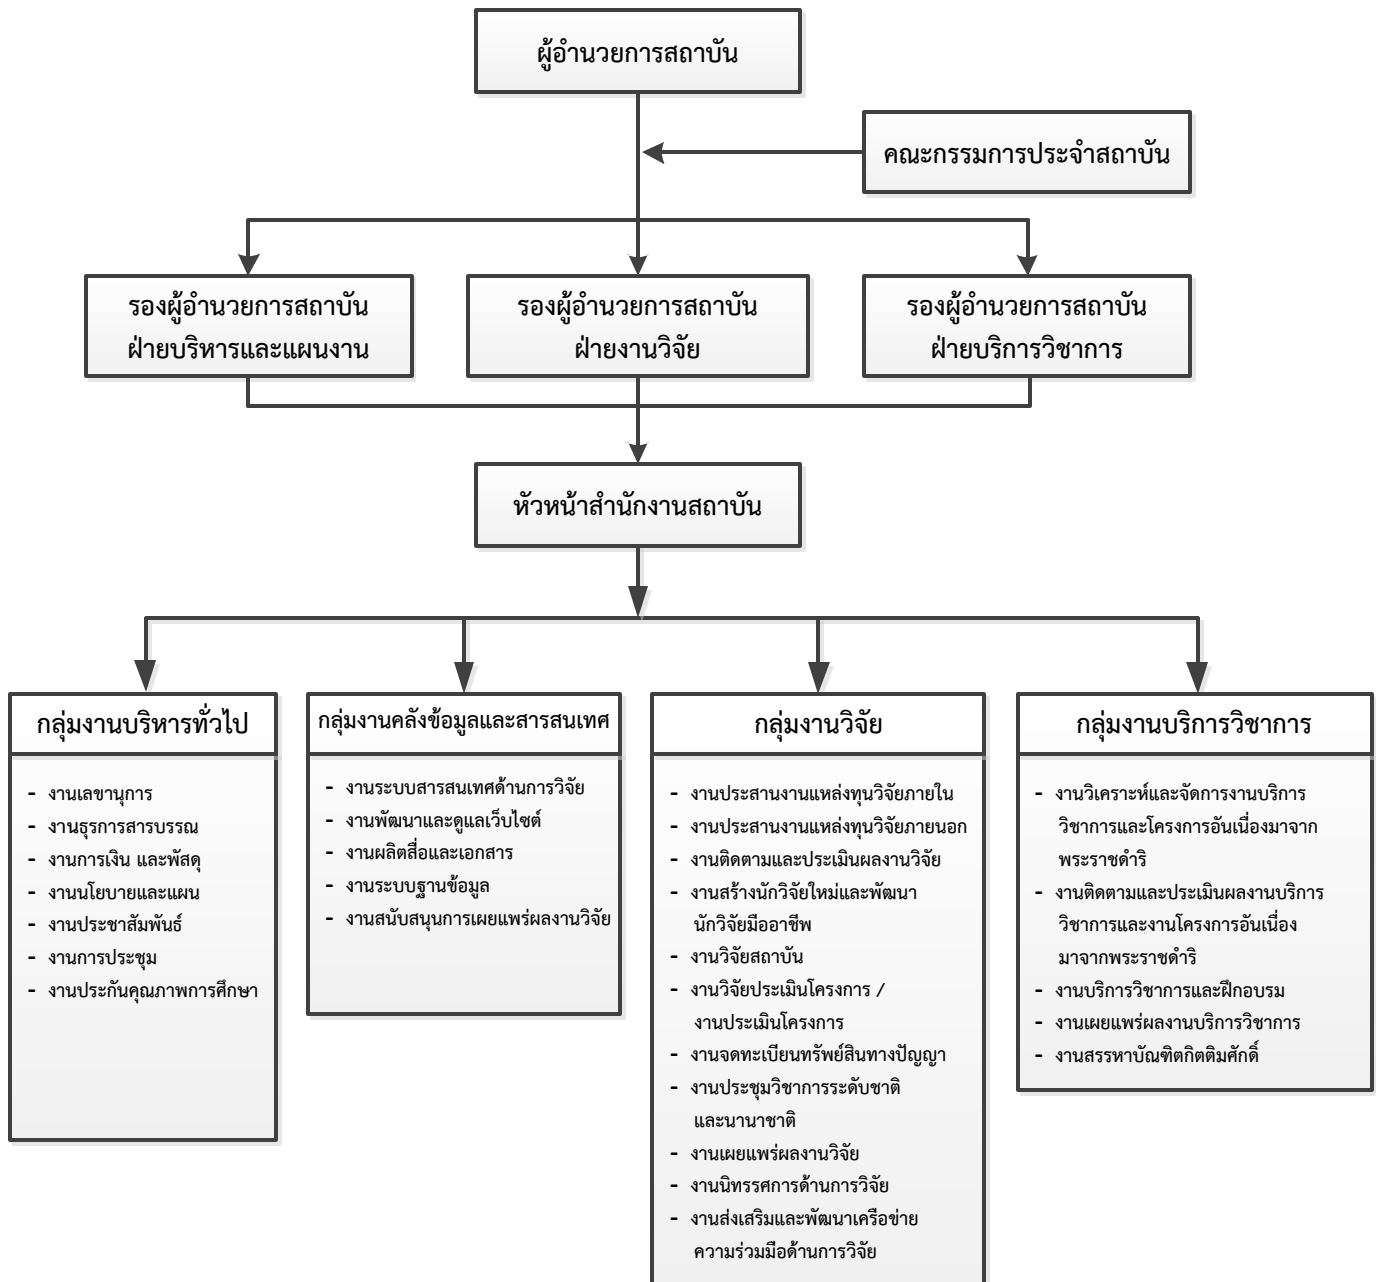 ผู้อำนวยการสถาบัน
คณะกรรมการประจำสถาบัน
รองผู้อำนวยการสถาบัน
ฝ่ายบริหารและแผนงาน
รองผู้อำนวยการสถาบัน
ฝ่ายงานวิจัย
รองผู้อำนวยการสถาบัน
ฝ่ายบริการวิชาการ
หัวหน้าสำนักงานสถาบัน
กลุ่มงานบริหารทั่วไป
- งานเลขานุการ
- งานธุรการสารบรรณ
- งานการเงิน และพัสดุ
- งานนโยบายและแผน
- งานประชาสัมพันธ์
- งานการประชุม
- งานประกันคุณภาพการศึกษา
กลุ่มงานคลังข้อมูลและสารสนเทศ
- งานระบบสารสนเทศด้านการวิจัย
- งานพัฒนาและดูแลเว็บไซต์
- งานผลิตสื่อและเอกสาร
- งานระบบฐานข้อมูล
- งานสนับสนุนการเผยแพร่ผลงานวิจัย
กลุ่มงานวิจัย
- งานประสานงานแหล่งทุนวิจัยภายใน
- งานประสานงานแหล่งทุนวิจัยภายนอก
- งานติดตามและประเมินผลงานวิจัย
- งานสร้างนักวิจัยใหม่และพัฒนา
นักวิจัยมืออาชีพ
- งานวิจัยสถาบัน
- งานวิจัยประเมินโครงการ /
งานประเมินโครงการ
- งานจดทะเบียนทรัพย์สินทางปัญญา
- งานประชุมวิชาการระดับชาติ
และนานาชาติ
- งานเผยแพร่ผลงานวิจัย
- งานนิทรรศการด้านการวิจัย
- งานส่งเสริมและพัฒนาเครือข่าย
ความร่วมมือด้านการวิจัย
กลุ่มงานบริการวิชาการ
- งานวิเคราะห์และจัดการงานบริการ
วิชาการและโครงการอันเนื่องมาจาก
พระราชดำริ
- งานติดตามและประเมินผลงานบริการ
วิชาการและงานโครงการอันเนื่อง
มาจากพระราชดำริ
- งานบริการวิชาการและฝึกอบรม
- งานเผยแพร่ผลงานบริการวิชาการ
- งานสรรหาบัณฑิตกิตติมศักดิ์